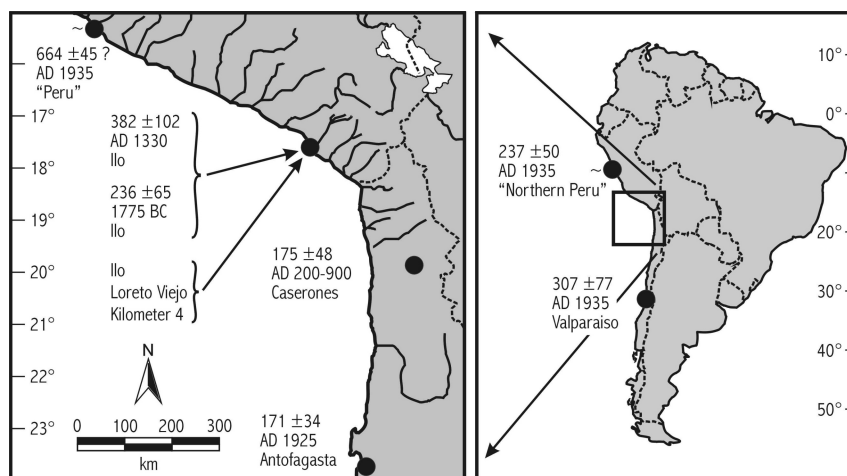 ~
664 ±45 ?
AD 1935
“Peru”
17°
382 ±102
AD 1330
Ilo
18°
236 ±65
1775 BC
Ilo
19°
175 ±48
AD 200-900
Caserones
20°
Ilo
Loreto Viejo
Kilometer 4
21°
N
22°
0 100 200 300
km
171 ±34
AD 1925
Antofagasta
23°
10°
0°
237 ±50
AD 1935
“Northern Peru”
~
20°
307 ±77
AD 1935
Valparaiso
30°
40°
50°